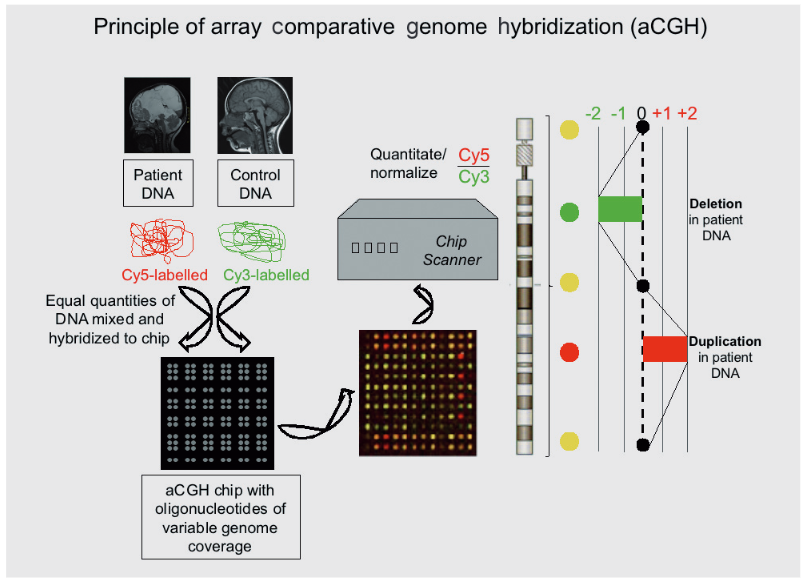 Principle of array comparative genome hybridization (aCGH)
Patient
DNA
Control
DNA
Cy5-labelled
Cy3-labelled
Equal quantities of
DNA mixed and
hybridized to chip
aCGH chip with
oligonucleotides of
variable genome
coverage
Quantitate/
normalize
Cy5
Cy3
Chip
Scanner
-2 -1 0 +1 +2
Deletion
in patient
DNA
Duplication
in patient
DNA